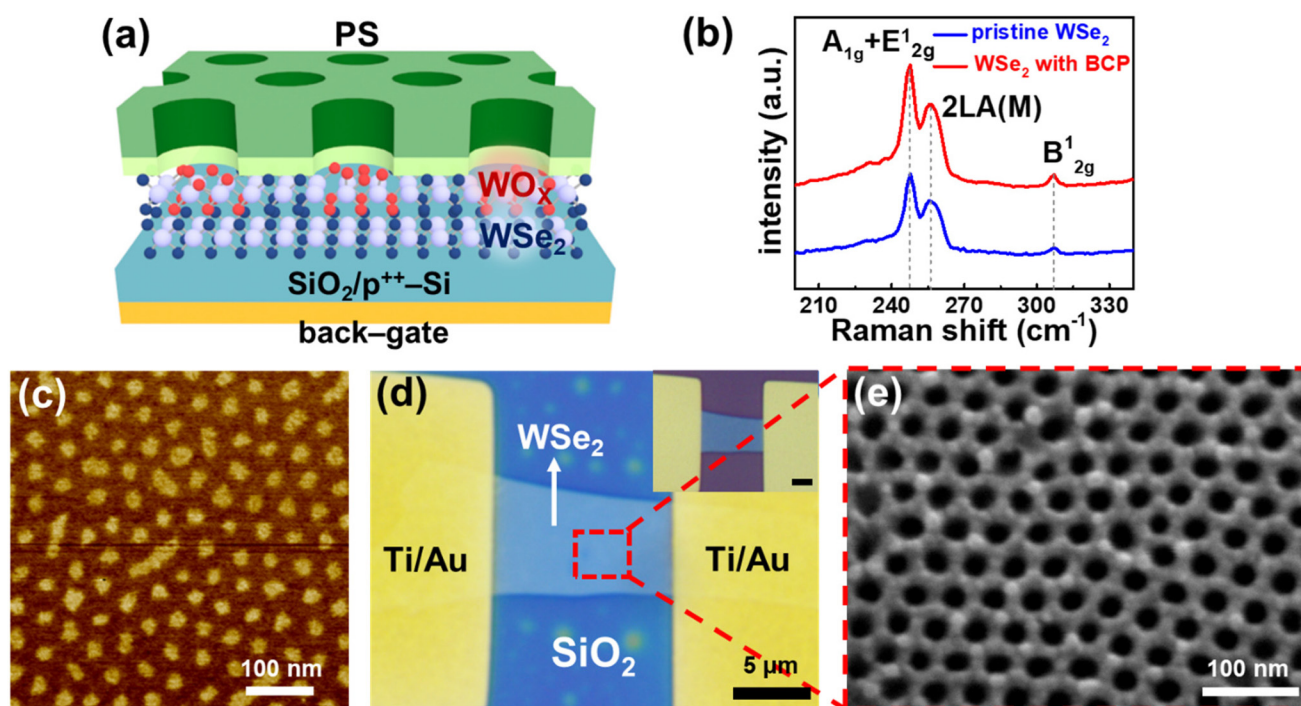 (a)
PS
WOₓ
WSe₂
SiO₂/p⁺⁺–Si
back–gate
(b)
A₁g+E¹₂g
pristine WSe₂
WSe₂ with BCP
2LA(M)
B¹₂g
intensity (a.u.)
210 240 270 300 330
Raman shift (cm⁻¹)
(c)
100 nm
(d)
WSe₂
Ti/Au
Ti/Au
SiO₂
5 μm
(e)
100 nm